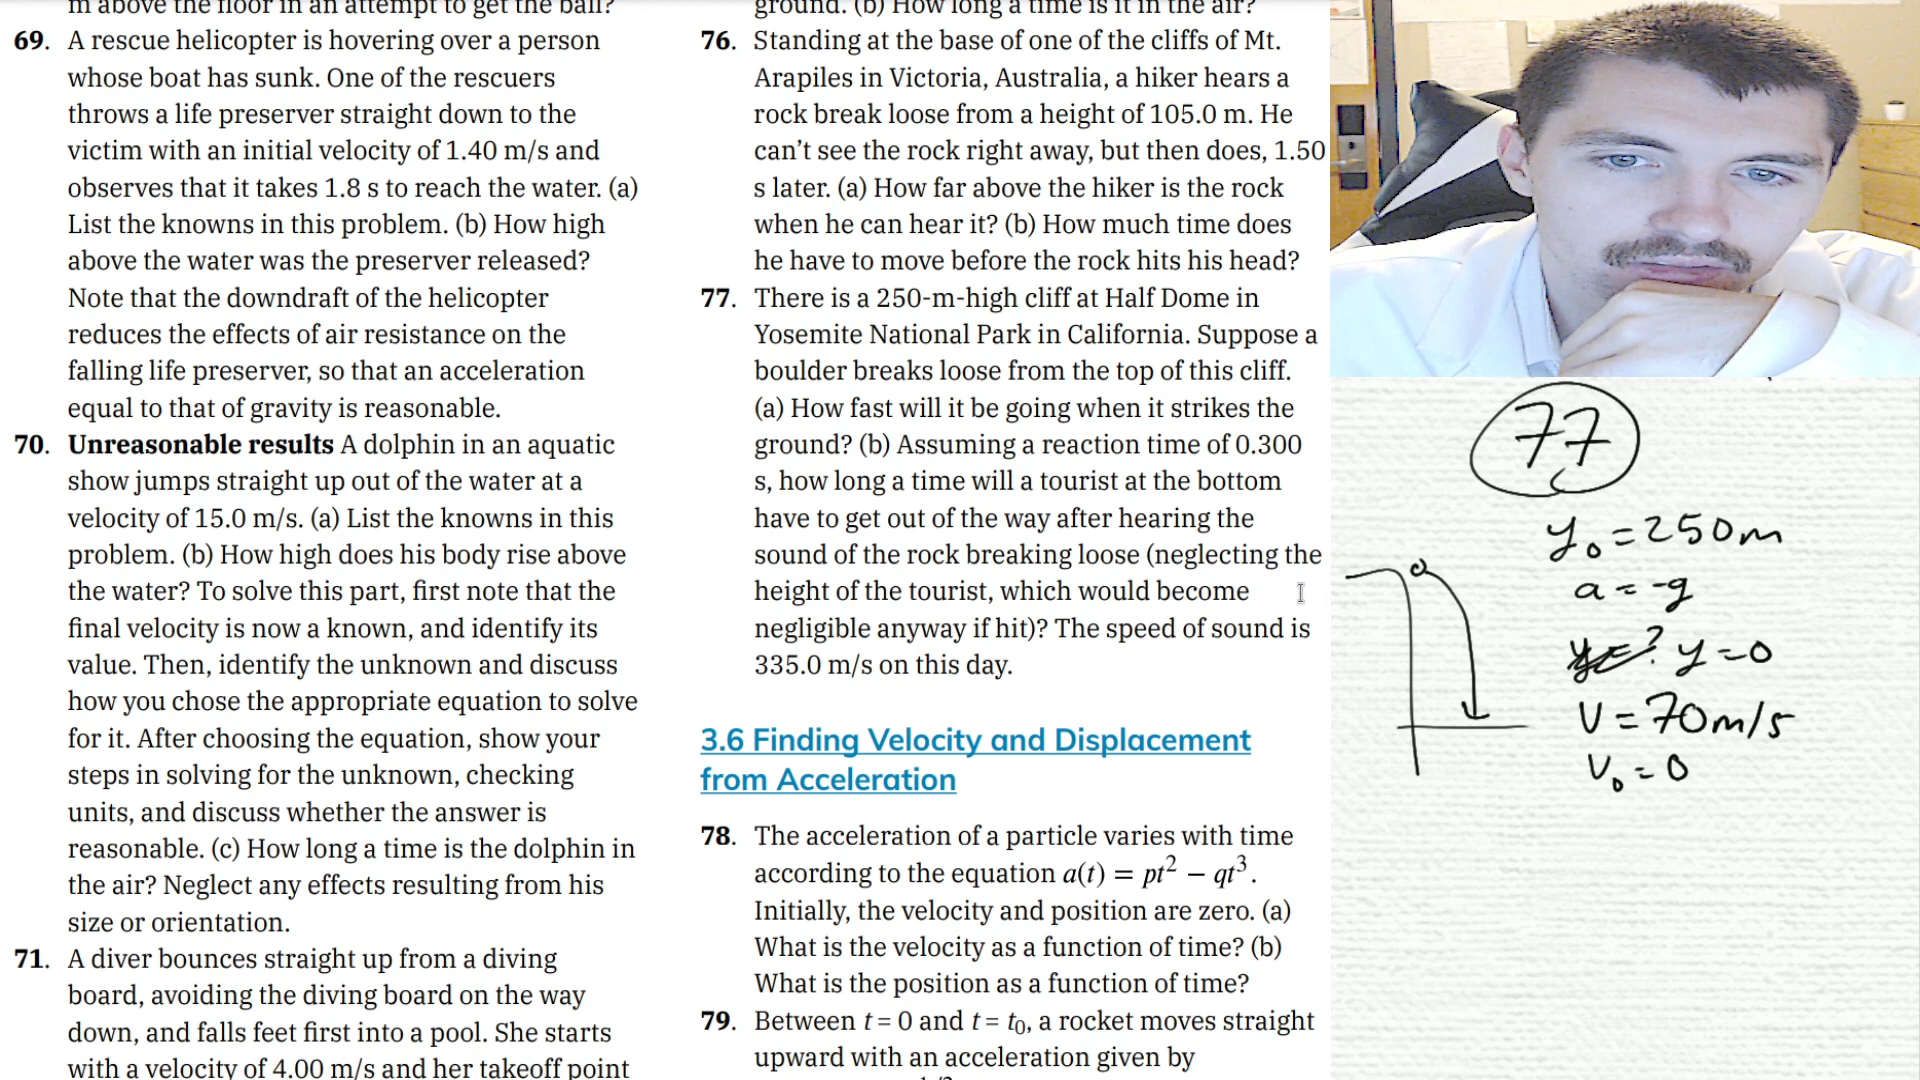 m above the floor in an attempt to get the ball?
69. A rescue helicopter is hovering over a person
whose boat has sunk. One of the rescuers
throws a life preserver straight down to the
victim with an initial velocity of 1.40 m/s and
observes that it takes 1.8 s to reach the water. (a)
List the knowns in this problem. (b) How high
above the water was the preserver released?
Note that the downdraft of the helicopter
reduces the effects of air resistance on the
falling life preserver, so that an acceleration
equal to that of gravity is reasonable.
70. Unreasonable results A dolphin in an aquatic
show jumps straight up out of the water at a
velocity of 15.0 m/s. (a) List the knowns in this
problem. (b) How high does his body rise above
the water? To solve this part, first note that the
final velocity is now a known, and identify its
value. Then, identify the unknown and discuss
how you chose the appropriate equation to solve
for it. After choosing the equation, show your
steps in solving for the unknown, checking
units, and discuss whether the answer is
reasonable. (c) How long a time is the dolphin in
the air? Neglect any effects resulting from his
size or orientation.
71. A diver bounces straight up from a diving
board, avoiding the diving board on the way
down, and falls feet first into a pool. She starts
with a velocity of 4.00 m/s and her takeoff point
ground. (b) How long a time is it in the air?
76. Standing at the base of one of the cliffs of Mt.
Arapiles in Victoria, Australia, a hiker hears a
rock break loose from a height of 105.0 m. He
can’t see the rock right away, but then does, 1.50
s later. (a) How far above the hiker is the rock
when he can hear it? (b) How much time does
he have to move before the rock hits his head?
77. There is a 250-m-high cliff at Half Dome in
Yosemite National Park in California. Suppose a
boulder breaks loose from the top of this cliff.
(a) How fast will it be going when it strikes the
ground? (b) Assuming a reaction time of 0.300
s, how long a time will a tourist at the bottom
have to get out of the way after hearing the
sound of the rock breaking loose (neglecting the
height of the tourist, which would become
negligible anyway if hit)? The speed of sound is
335.0 m/s on this day.
3.6 Finding Velocity and Displacement
from Acceleration
78. The acceleration of a particle varies with time
according to the equation a(t) = pt² − qt³.
Initially, the velocity and position are zero. (a)
What is the velocity as a function of time? (b)
What is the position as a function of time?
79. Between t = 0 and t = t₀, a rocket moves straight
upward with an acceleration given by
77
y₀ = 250m
a = -g
y = 0
v = 70m/s
v₀ = 0